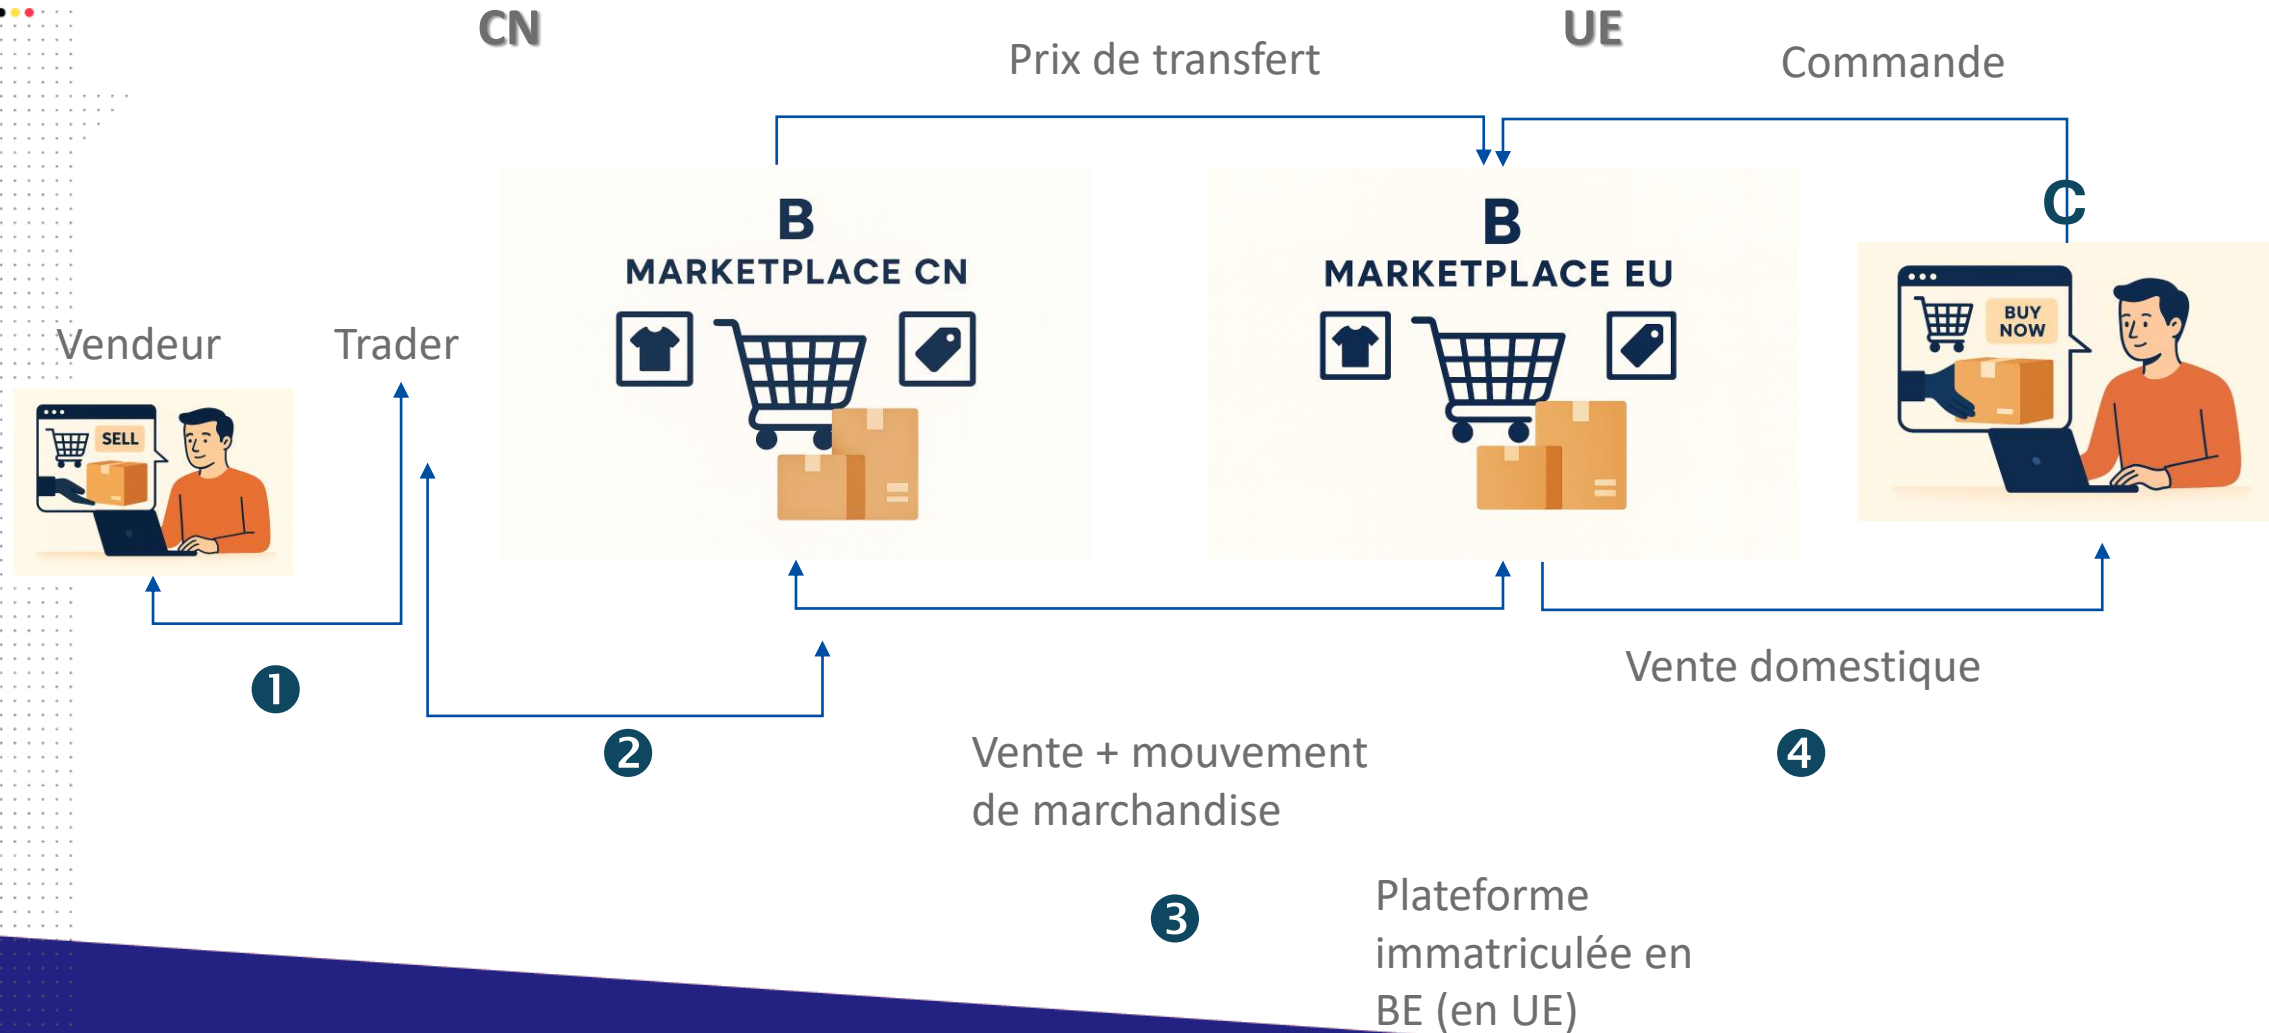 CN
UE
Prix de transfert
Commande
B
MARKETPLACE CN
B
MARKETPLACE EU
C
BUY
NOW
Vendeur
Trader
SELL
1
2
Vente + mouvement
de marchandise
3
Vente domestique
4
Plateforme
immatriculée en
BE (en UE)